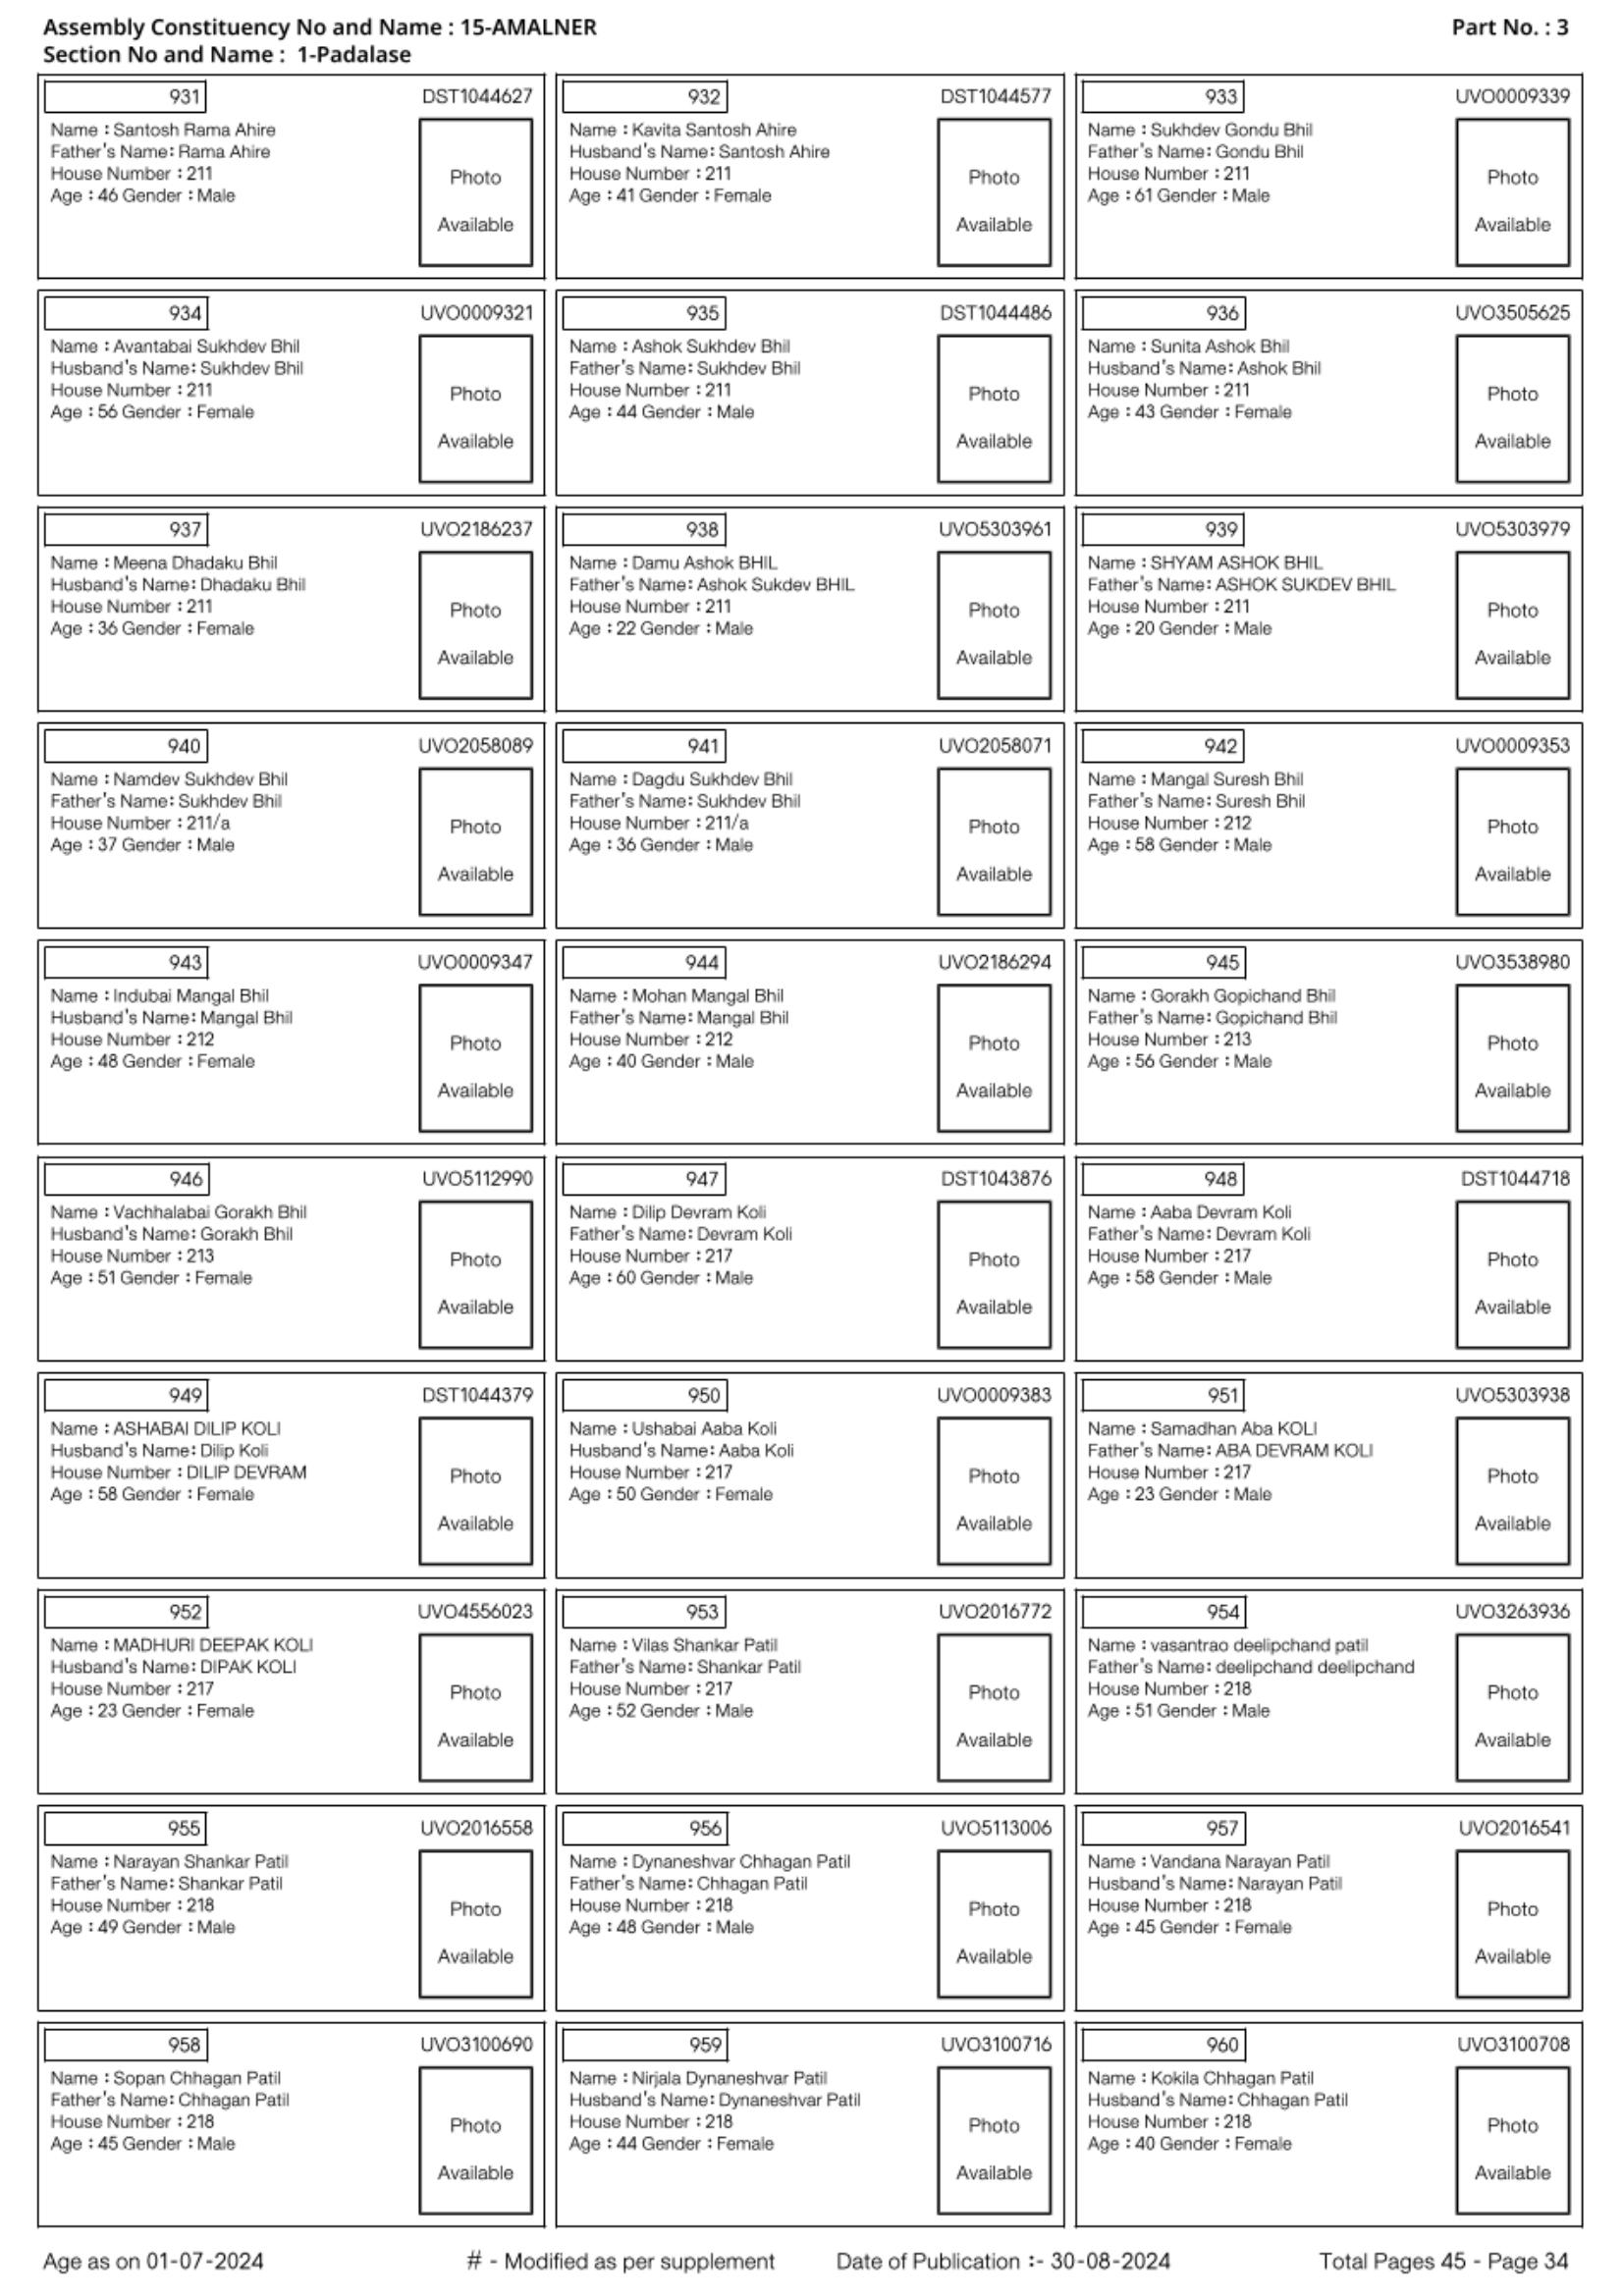 Assembly Constituency No and Name : 15-AMALNER
Part No. : 3
Section No and Name : 1-Padalase
931
DST1044627
Name : Santosh Rama Ahire
Father's Name: Rama Ahire
House Number : 211
Age : 46 Gender : Male
Photo
Available
932
DST1044577
Name : Kavita Santosh Ahire
Husband's Name: Santosh Ahire
House Number : 211
Age : 41 Gender : Female
Photo
Available
933
UVO0009339
Name : Sukhdev Gondu Bhil
Father's Name: Gondu Bhil
House Number : 211
Age : 61 Gender : Male
Photo
Available
934
UVO0009321
Name : Avantabai Sukhdev Bhil
Husband's Name: Sukhdev Bhil
House Number : 211
Age : 56 Gender : Female
Photo
Available
935
DST1044486
Name : Ashok Sukhdev Bhil
Father's Name: Sukhdev Bhil
House Number : 211
Age : 44 Gender : Male
Photo
Available
936
UVO3505625
Name : Sunita Ashok Bhil
Husband's Name: Ashok Bhil
House Number : 211
Age : 43 Gender : Female
Photo
Available
937
UVO2186237
Name : Meena Dhadaku Bhil
Husband's Name: Dhadaku Bhil
House Number : 211
Age : 36 Gender : Female
Photo
Available
938
UVO5303961
Name : Damu Ashok BHIL
Father's Name: Ashok Sukdev BHIL
House Number : 211
Age : 22 Gender : Male
Photo
Available
939
UVO5303979
Name : SHYAM ASHOK BHIL
Father's Name: ASHOK SUKDEV BHIL
House Number : 211
Age : 20 Gender : Male
Photo
Available
940
UVO2058089
Name : Namdev Sukhdev Bhil
Father's Name: Sukhdev Bhil
House Number : 211/a
Age : 37 Gender : Male
Photo
Available
941
UVO2058071
Name : Dagdu Sukhdev Bhil
Father's Name: Sukhdev Bhil
House Number : 211/a
Age : 36 Gender : Male
Photo
Available
942
UVO0009353
Name : Mangal Suresh Bhil
Father's Name: Suresh Bhil
House Number : 212
Age : 58 Gender : Male
Photo
Available
943
UVO0009347
Name : Indubai Mangal Bhil
Husband's Name: Mangal Bhil
House Number : 212
Age : 48 Gender : Female
Photo
Available
944
UVO2186294
Name : Mohan Mangal Bhil
Father's Name: Mangal Bhil
House Number : 212
Age : 40 Gender : Male
Photo
Available
945
UVO3538980
Name : Gorakh Gopichand Bhil
Father's Name: Gopichand Bhil
House Number : 213
Age : 56 Gender : Male
Photo
Available
946
UVO5112990
Name : Vachhalabai Gorakh Bhil
Husband's Name: Gorakh Bhil
House Number : 213
Age : 51 Gender : Female
Photo
Available
947
DST1043876
Name : Dilip Devram Koli
Father's Name: Devram Koli
House Number : 217
Age : 60 Gender : Male
Photo
Available
948
DST1044718
Name : Aaba Devram Koli
Father's Name: Devram Koli
House Number : 217
Age : 58 Gender : Male
Photo
Available
949
DST1044379
Name : ASHABAI DILIP KOLI
Husband's Name: Dilip Koli
House Number : DILIP DEVRAM
Age : 58 Gender : Female
Photo
Available
950
UVO0009383
Name : Ushabai Aaba Koli
Husband's Name: Aaba Koli
House Number : 217
Age : 50 Gender : Female
Photo
Available
951
UVO5303938
Name : Samadhan Aba KOLI
Father's Name: ABA DEVRAM KOLI
House Number : 217
Age : 23 Gender : Male
Photo
Available
952
UVO4556023
Name : MADHURI DEEPAK KOLI
Husband's Name: DIPAK KOLI
House Number : 217
Age : 23 Gender : Female
Photo
Available
953
UVO2016772
Name : Vilas Shankar Patil
Father's Name: Shankar Patil
House Number : 217
Age : 52 Gender : Male
Photo
Available
954
UVO3263936
Name : vasantrao deelipchand patil
Father's Name: deelipchand deelipchand
House Number : 218
Age : 51 Gender : Male
Photo
Available
955
UVO2016558
Name : Narayan Shankar Patil
Father's Name: Shankar Patil
House Number : 218
Age : 49 Gender : Male
Photo
Available
956
UVO5113006
Name : Dynaneshvar Chhagan Patil
Father's Name: Chhagan Patil
House Number : 218
Age : 48 Gender : Male
Photo
Available
957
UVO2016541
Name : Vandana Narayan Patil
Husband's Name: Narayan Patil
House Number : 218
Age : 45 Gender : Female
Photo
Available
958
UVO3100690
Name : Sopan Chhagan Patil
Father's Name: Chhagan Patil
House Number : 218
Age : 45 Gender : Male
Photo
Available
959
UVO3100716
Name : Nirjala Dynaneshvar Patil
Husband's Name: Dynaneshvar Patil
House Number : 218
Age : 44 Gender : Female
Photo
Available
960
UVO3100708
Name : Kokila Chhagan Patil
Husband's Name: Chhagan Patil
House Number : 218
Age : 40 Gender : Female
Photo
Available
Age as on 01-07-2024
# - Modified as per supplement
Date of Publication :- 30-08-2024
Total Pages 45 - Page 34